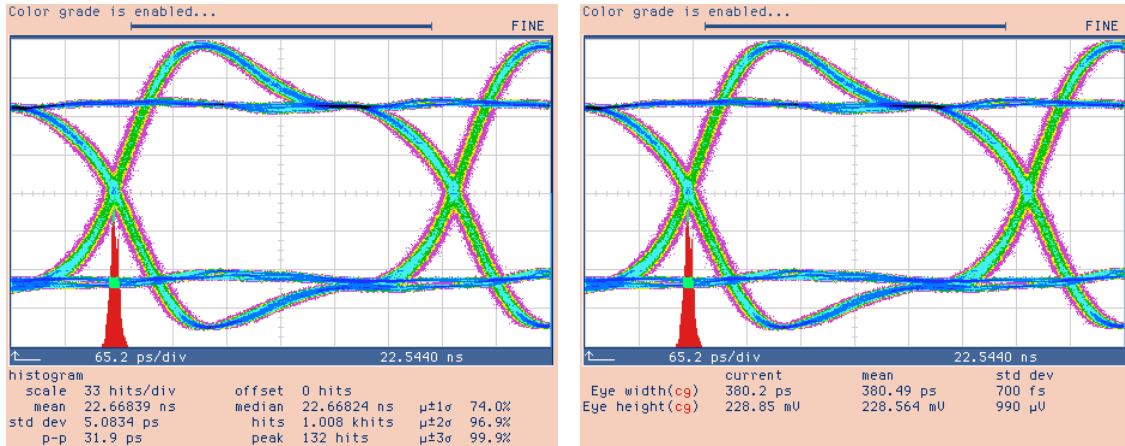 Color grade is enabled...
FINE
65.2 ps/div 22.5440 ns
histogram
scale 33 hits/div offset 0 hits
mean 22.66839 ns median 22.66824 ns μ±1σ 74.0%
std dev 5.0834 ps hits 1.008 khits μ±2σ 96.9%
p-p 31.9 ps peak 132 hits μ±3σ 99.9%
Color grade is enabled...
FINE
65.2 ps/div 22.5440 ns
current mean std dev
Eye width(cg) 380.2 ps 380.49 ps 700 fs
Eye height(cg) 228.85 mV 228.564 mV 990 μV